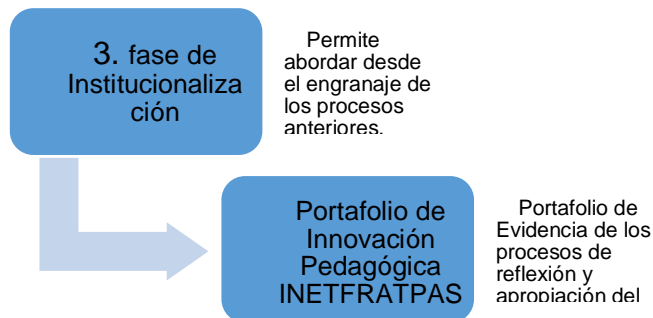 3. fase de
Institucionaliza
ción
Permite
abordar desde
el engranaje de
los procesos
anteriores.
Portafolio de
Innovación
Pedagógica
INETFRATPAS
Portafolio de
Evidencia de los
procesos de
reflexión y
apropiación del